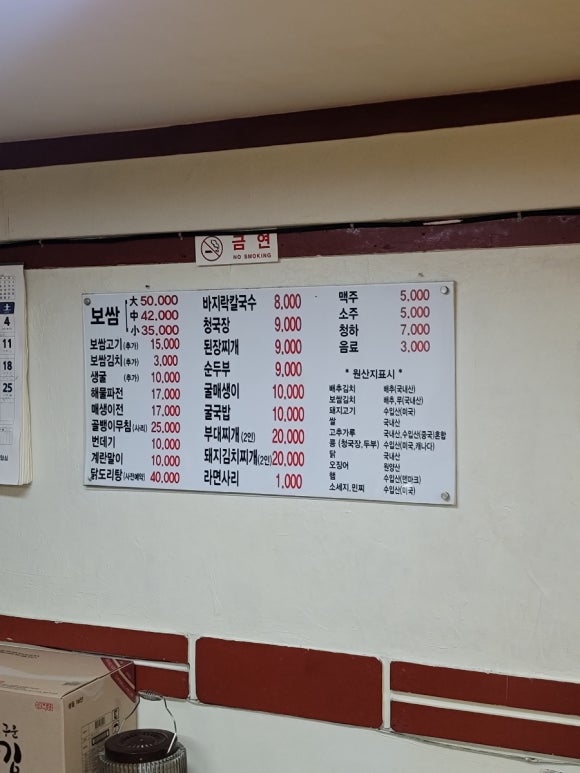 금 연
NO SMOKING
보쌈
大 50,000
中 42,000
小 35,000
보쌈고기(추가) 15,000
보쌈김치(추가) 3,000
생굴 (추가) 10,000
해물파전 17,000
매생이전 17,000
골뱅이무침(사리) 25,000
번데기 10,000
계란말이 10,000
닭도리탕(사전예약) 40,000
바지락칼국수 8,000
청국장 9,000
된장찌개 9,000
순두부 9,000
굴매생이 10,000
굴국밥 10,000
부대찌개(2인) 20,000
돼지김치찌개(2인) 20,000
라면사리 1,000
맥주 5,000
소주 5,000
청하 7,000
음료 3,000
* 원산지표시 *
배추김치 배추(국내산)
보쌈김치 배추,무(국내산)
돼지고기 수입산(미국)
쌀 국내산
고추가루 국내산,수입산(중국)혼합
콩 (청국장,두부) 수입산(미국,캐나다)
닭 국내산
오징어 원양산
햄 수입산(덴마크)
소세지,민찌 수입산(미국)
土
4
11
18
25
구운
김